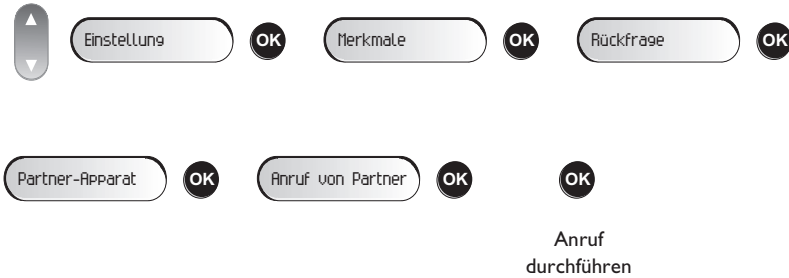 Einstellung OK Merkmale OK Rückfrage OK
Partner-Apparat OK Anruf von Partner OK OK
Anruf
durchführen